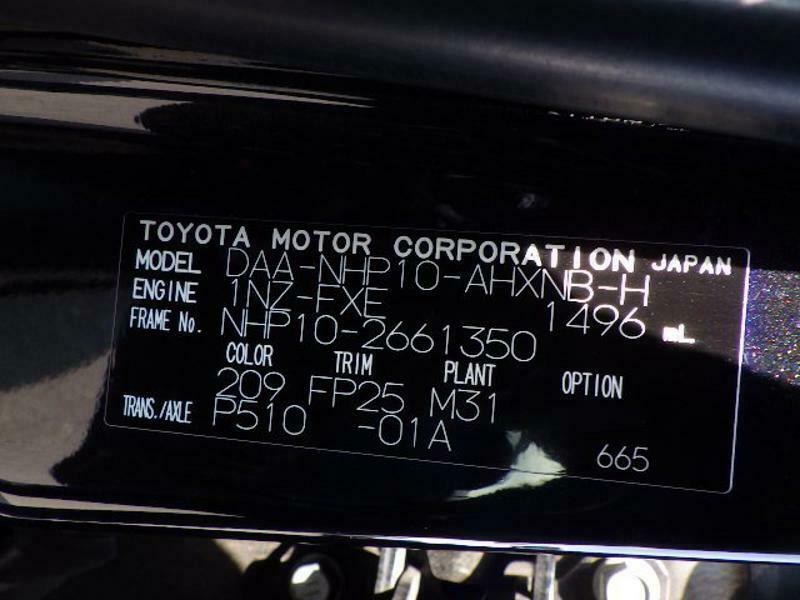 TOYOTA MOTOR CORPORATION JAPAN
MODEL DAA-NHP10-AHXNB-H
ENGINE 1NZ-FXE 1496 mL
FRAME No. NHP10-2661350
COLOR TRIM PLANT OPTION
209 FP25 M31
TRANS./AXLE P510 -01A
665